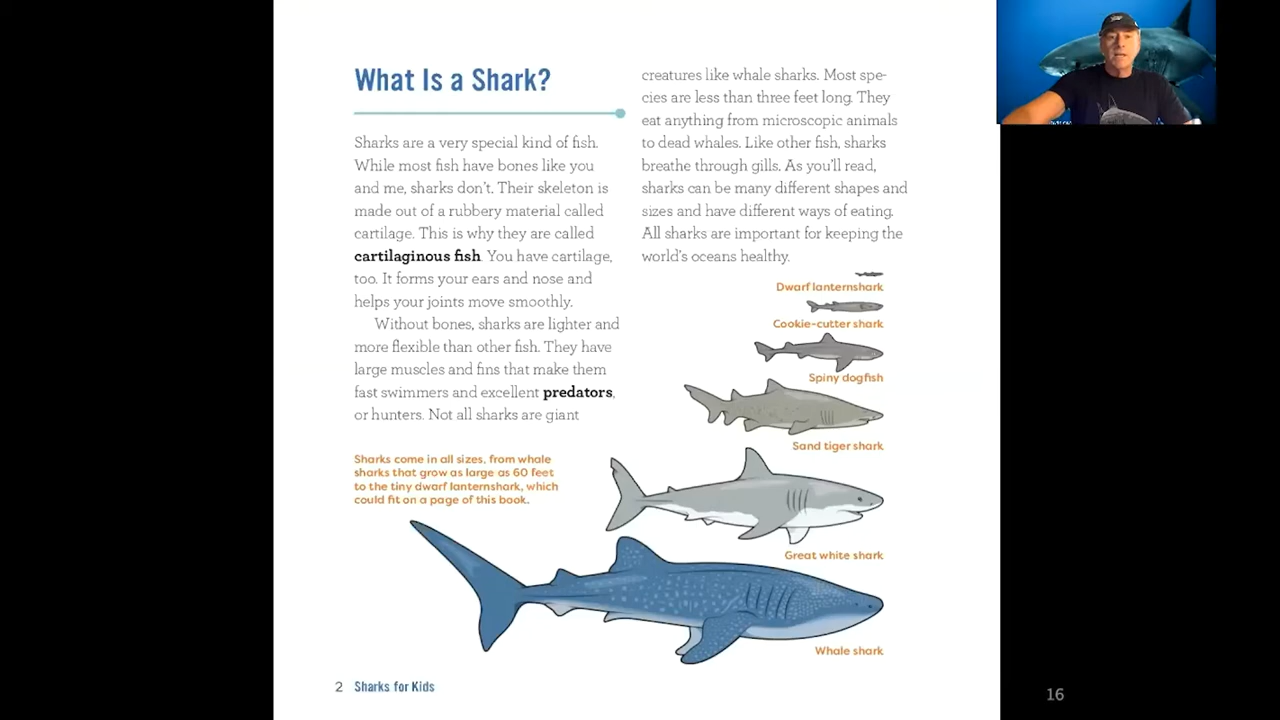 What Is a Shark?
Sharks are a very special kind of fish.
While most fish have bones like you
and me, sharks don't. Their skeleton is
made out of a rubbery material called
cartilage. This is why they are called
cartilaginous fish. You have cartilage,
too. It forms your ears and nose and
helps your joints move smoothly.
Without bones, sharks are lighter and
more flexible than other fish. They have
large muscles and fins that make them
fast swimmers and excellent predators,
or hunters. Not all sharks are giant
creatures like whale sharks. Most spe-
cies are less than three feet long. They
eat anything from microscopic animals
to dead whales. Like other fish, sharks
breathe through gills. As you'll read,
sharks can be many different shapes and
sizes and have different ways of eating.
All sharks are important for keeping the
world's oceans healthy.
Dwarf lanternshark
Cookie-cutter shark
Spiny dogfish
Sand tiger shark
Great white shark
Whale shark
Sharks come in all sizes, from whale
sharks that grow as large as 60 feet
to the tiny dwarf lanternshark, which
could fit on a page of this book.
2 Sharks for Kids
16